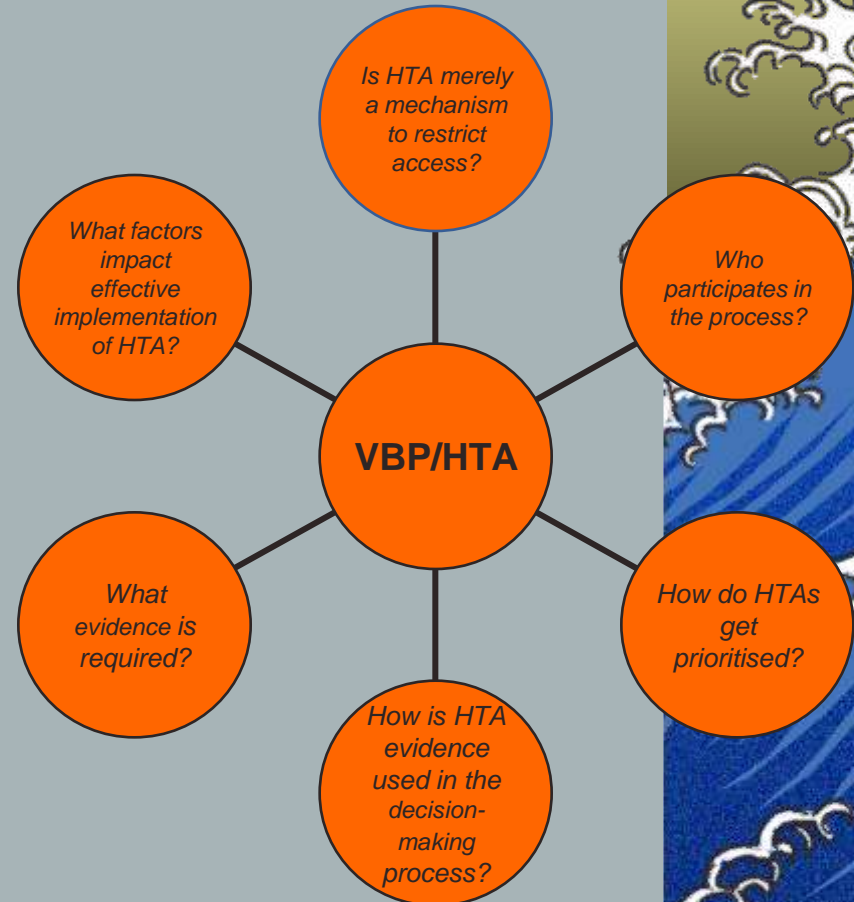 Is HTA merely
a mechanism
to restrict
access?
What factors
impact
effective
implementation
of HTA?
Who
participates in
the process?
VBP/HTA
What
evidence is
required?
How do HTAs
get
prioritised?
How is HTA
evidence
used in the
decision-
making
process?